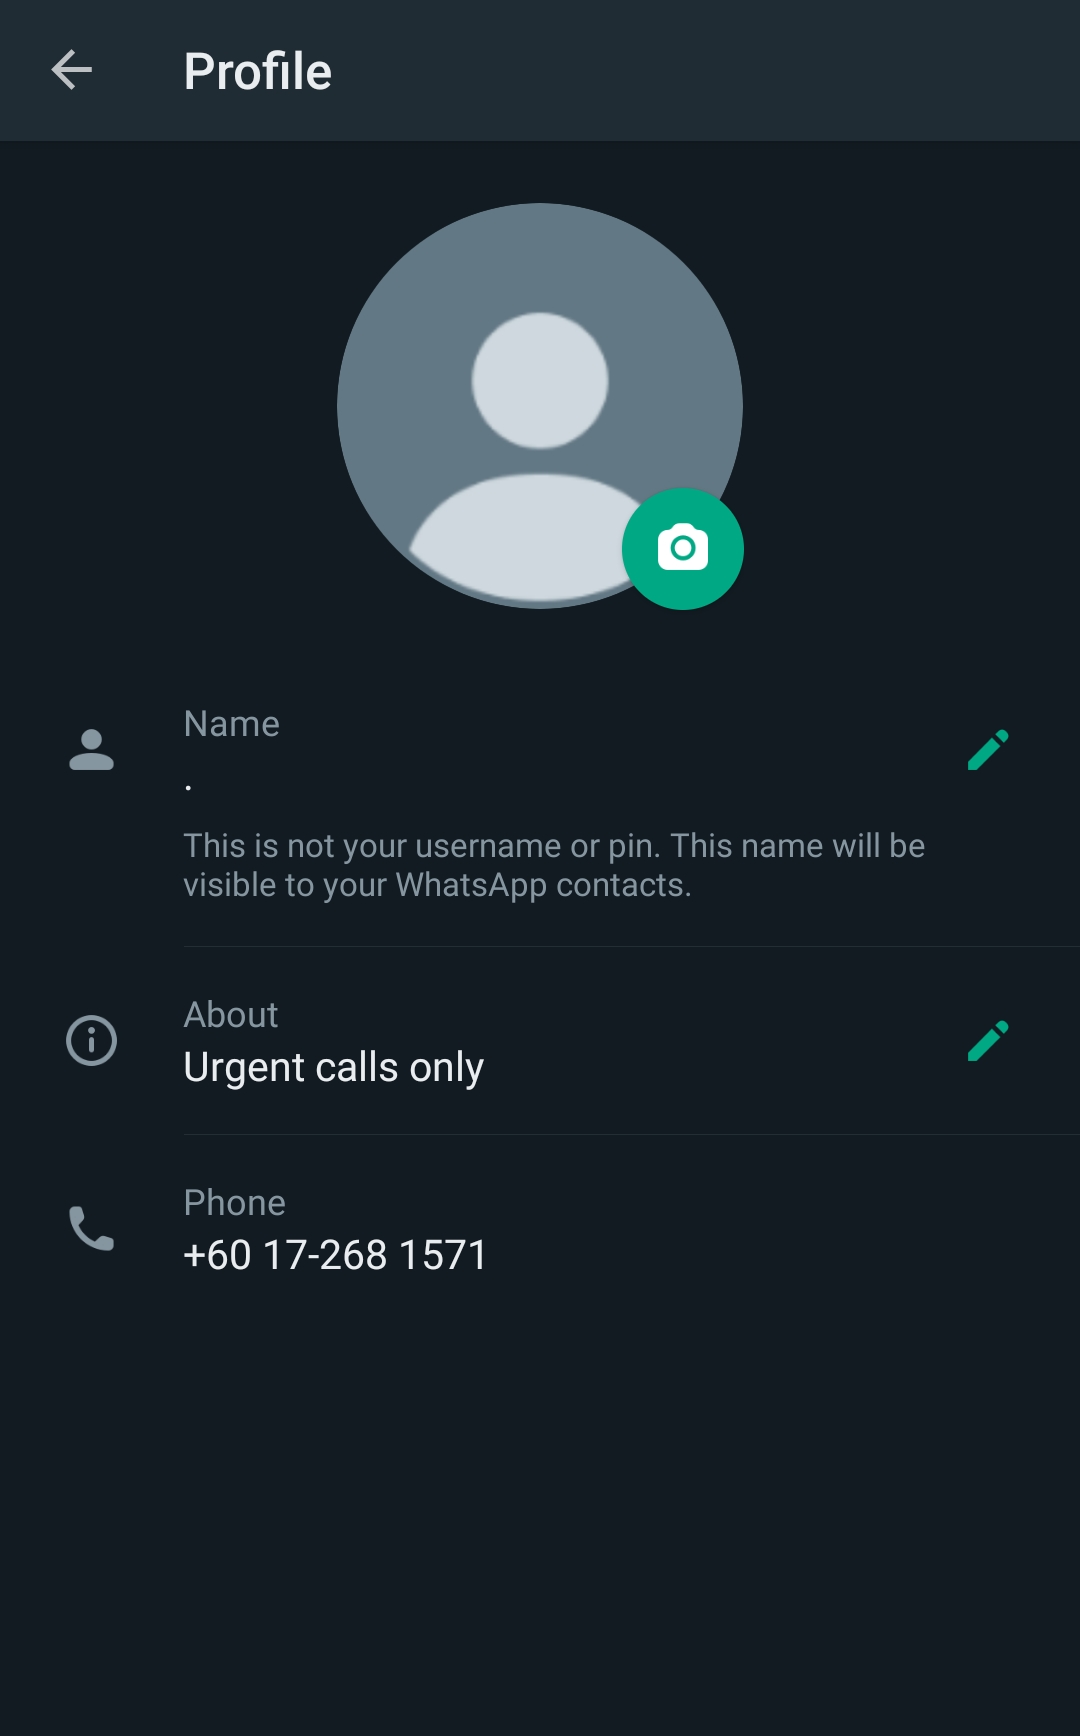 Profile
Name
.
This is not your username or pin. This name will be
visible to your WhatsApp contacts.
About
Urgent calls only
Phone
+60 17-268 1571